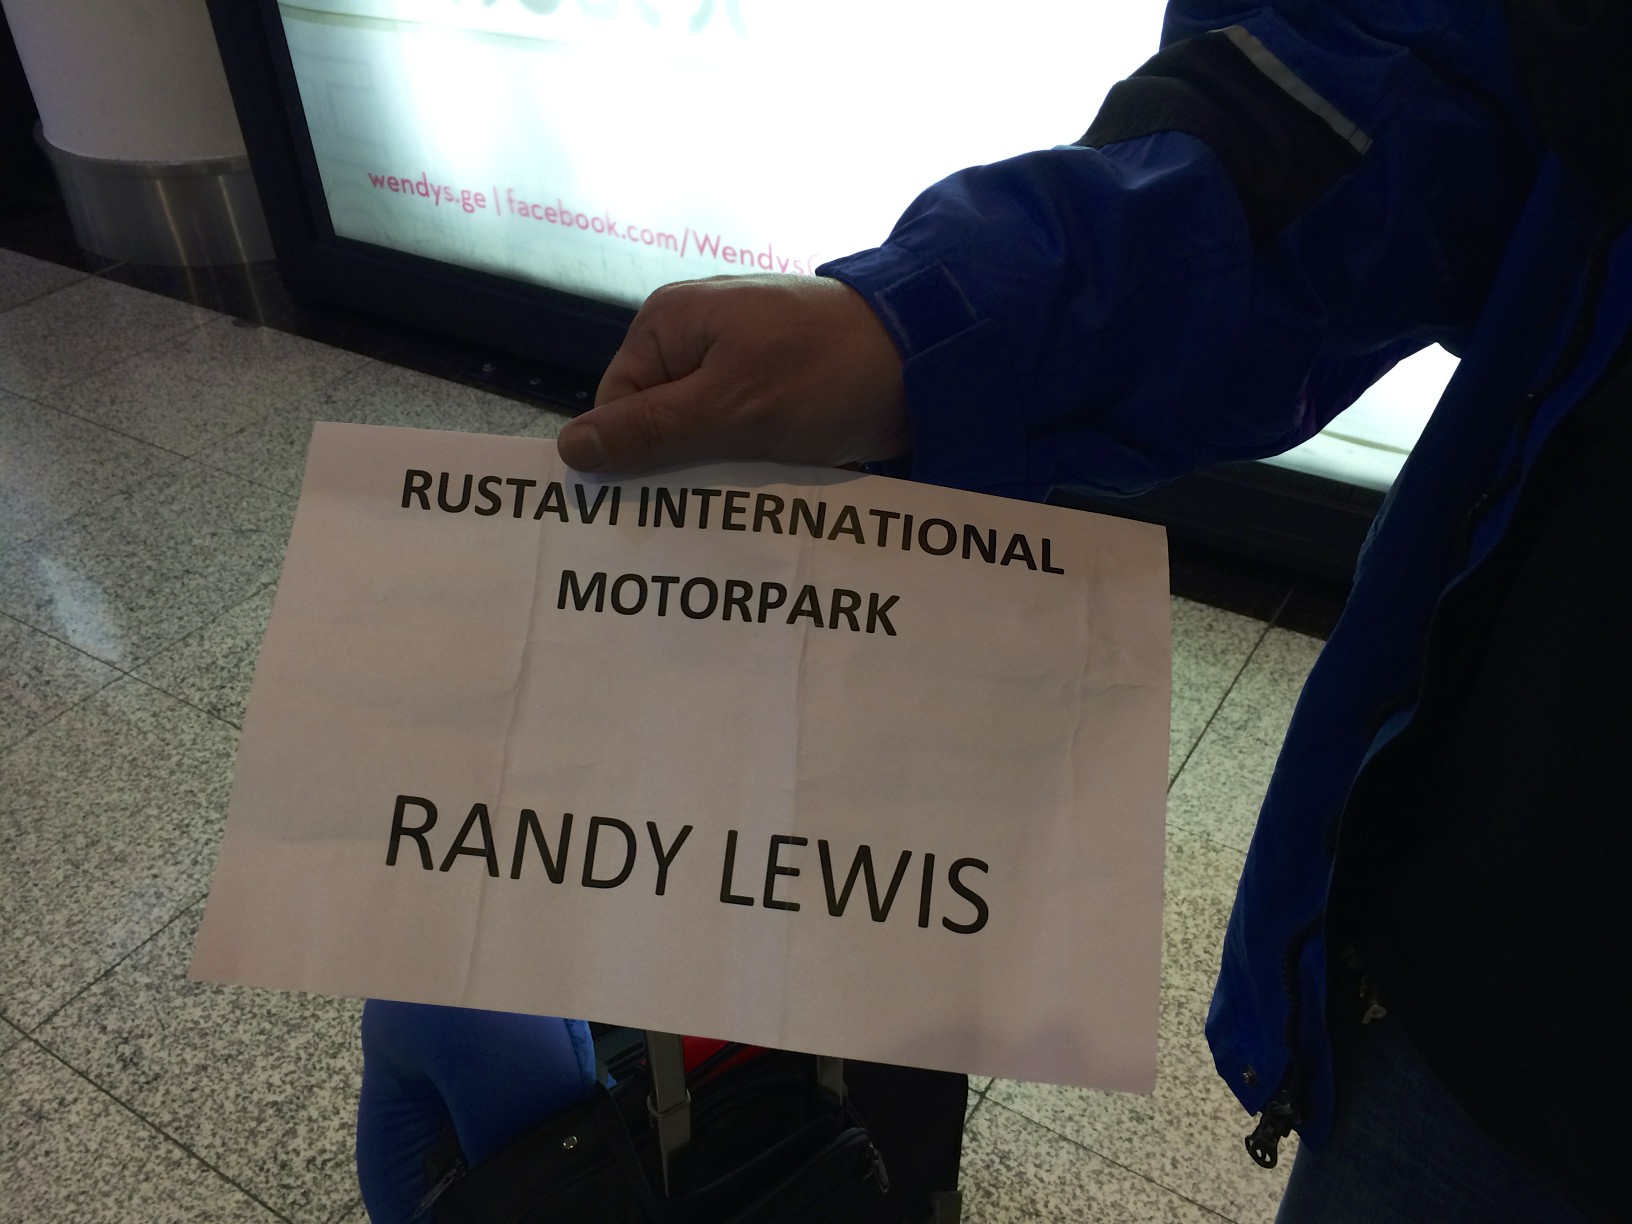 wendys.ge | facebook.com/Wendys
RUSTAVI INTERNATIONAL
MOTORPARK
RANDY LEWIS